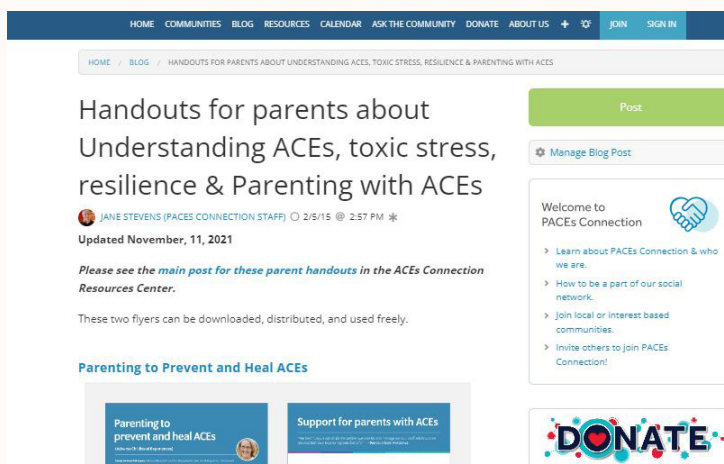 HOME COMMUNITIES BLOG RESOURCES CALENDAR ASK THE COMMUNITY DONATE ABOUT US + JOIN SIGN IN
HOME / BLOG / HANDOUTS FOR PARENTS ABOUT UNDERSTANDING ACES, TOXIC STRESS, RESILIENCE & PARENTING WITH ACES
Handouts for parents about
Understanding ACEs, toxic stress,
resilience & Parenting with ACEs
JANE STEVENS (PACES CONNECTION STAFF) 2/5/15 @ 2:57 PM
Updated November, 11, 2021
Please see the main post for these parent handouts in the ACEs Connection
Resources Center.
These two flyers can be downloaded, distributed, and used freely.
Parenting to Prevent and Heal ACEs
Parenting to
prevent and heal ACEs
Support for parents with ACEs
Post
Manage Blog Post
Welcome to
PACEs Connection
> Learn about PACEs Connection & who
we are.
> How to be a part of our social
network.
> Join local or interest based
communities.
> Invite others to join PACEs
Connection!
DONATE